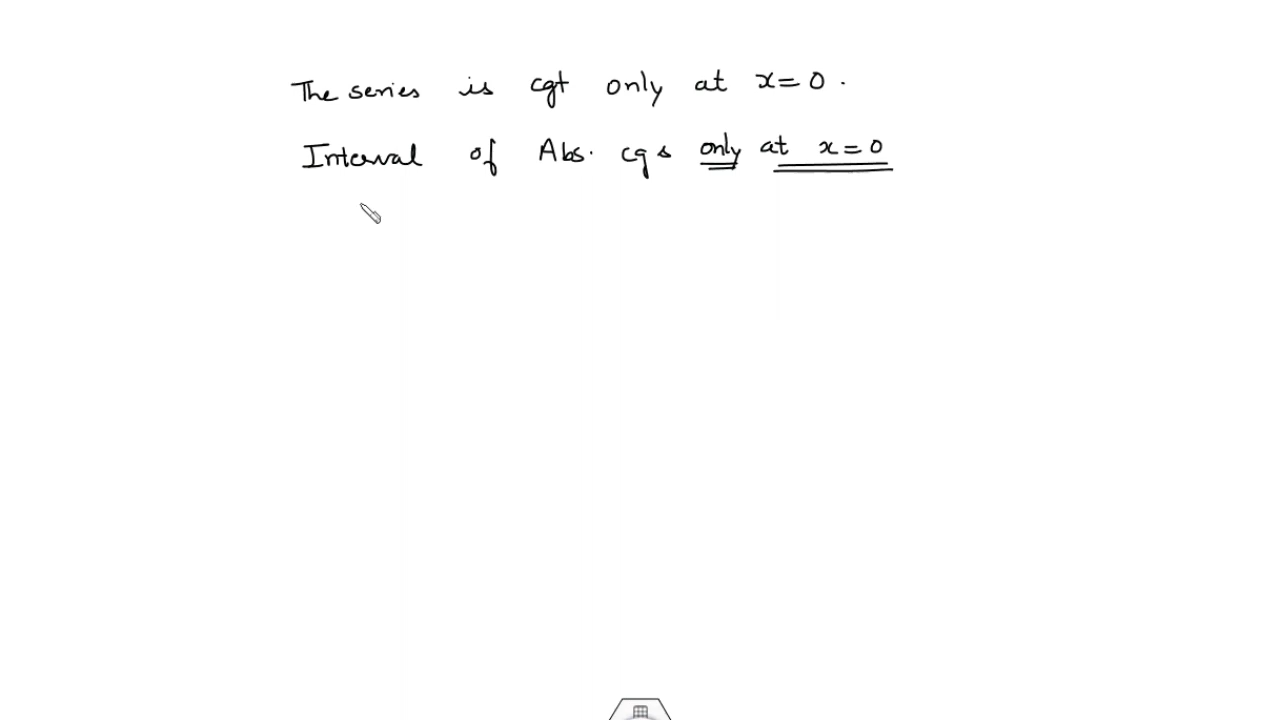 The series is cgt only at x=0.
Interval of Abs. cgs only at x=0